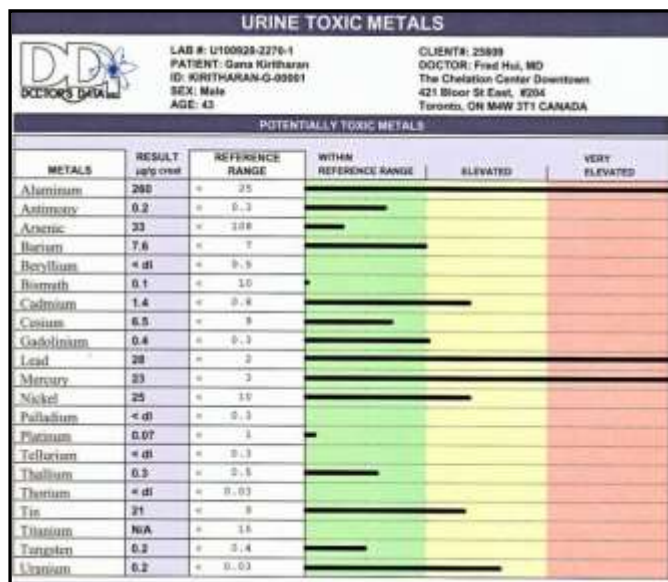 URINE TOXIC METALS
DDI
DOCTOR'S DATA INC
LAB #: U100928-2270-1
PATIENT: Gana Kiritharan
ID: KIRITHARAN-G-00001
SEX: Male
AGE: 43
CLIENT#: 25809
DOCTOR: Fred Hui, MD
The Chelation Center Downtown
421 Bloor St East, #204
Toronto, ON M4W 3T1 CANADA
POTENTIALLY TOXIC METALS
METALS RESULT µg/g creat REFERENCE RANGE WITHIN REFERENCE RANGE ELEVATED VERY ELEVATED
Aluminum 260 < 25
Antimony 0.2 < 0.3
Arsenic 33 < 108
Barium 7.6 < 7
Beryllium < dl < 0.5
Bismuth 0.1 < 10
Cadmium 1.4 < 0.8
Cesium 6.5 < 9
Gadolinium 0.4 < 0.3
Lead 28 < 2
Mercury 23 < 3
Nickel 25 < 10
Palladium < dl < 0.3
Platinum 0.07 < 1
Tellurium < dl < 0.3
Thallium 0.3 < 0.5
Thorium < dl < 0.03
Tin 21 < 9
Titanium N/A < 15
Tungsten 0.2 < 0.4
Uranium 0.2 < 0.03